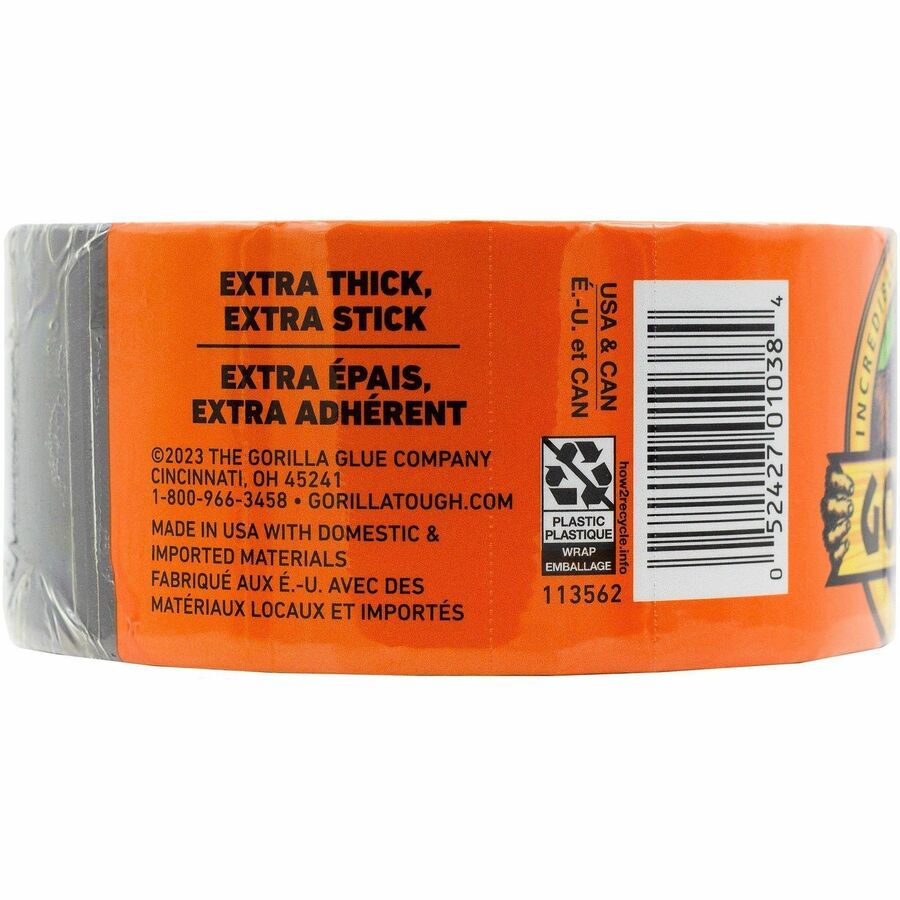 EXTRA THICK,
EXTRA STICK
EXTRA ÉPAIS,
EXTRA ADHÉRENT
©2023 THE GORILLA GLUE COMPANY
CINCINNATI, OH 45241
1-800-966-3458 • GORILLATOUGH.COM
MADE IN USA WITH DOMESTIC &
IMPORTED MATERIALS
FABRIQUÉ AUX É.-U. AVEC DES
MATÉRIAUX LOCAUX ET IMPORTÉS
USA & CAN
É.-U. et CAN
PLASTIC
PLASTIQUE
WRAP
EMBALLAGE
how2recycle.info
113562
0 52427 01038 4